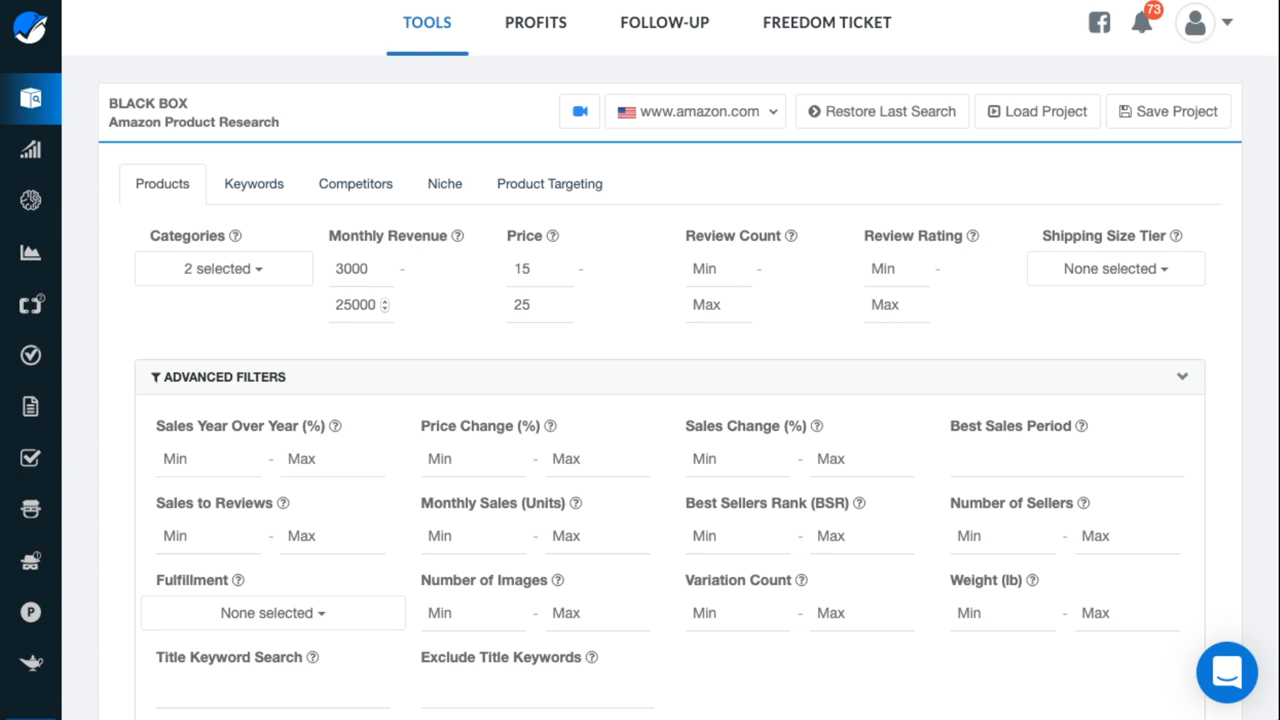 TOOLS PROFITS FOLLOW-UP FREEDOM TICKET 73
BLACK BOX
Amazon Product Research
www.amazon.com Restore Last Search Load Project Save Project
Products Keywords Competitors Niche Product Targeting
Categories ? Monthly Revenue ? Price ? Review Count ? Review Rating ? Shipping Size Tier ?
2 selected 3000 - 15 - Min - Min - None selected
25000 25 Max Max
ADVANCED FILTERS
Sales Year Over Year (%) ? Price Change (%) ? Sales Change (%) ? Best Sales Period ?
Min - Max Min - Max Min - Max
Sales to Reviews ? Monthly Sales (Units) ? Best Sellers Rank (BSR) ? Number of Sellers ?
Min - Max Min - Max Min - Max Min - Max
Fulfillment ? Number of Images ? Variation Count ? Weight (lb) ?
None selected Min - Max Min - Max Min - Max
P
Title Keyword Search ? Exclude Title Keywords ?